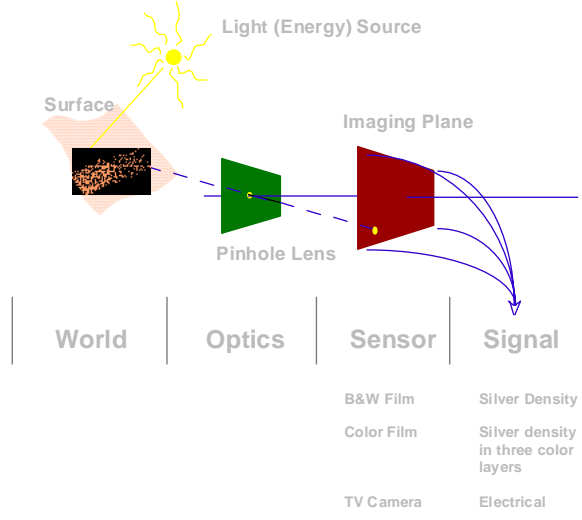 Light (Energy) Source
Surface
Imaging Plane
Pinhole Lens
World
Optics
Sensor
Signal
B&W Film
Silver Density
Color Film
Silver density
in three color
layers
TV Camera
Electrical